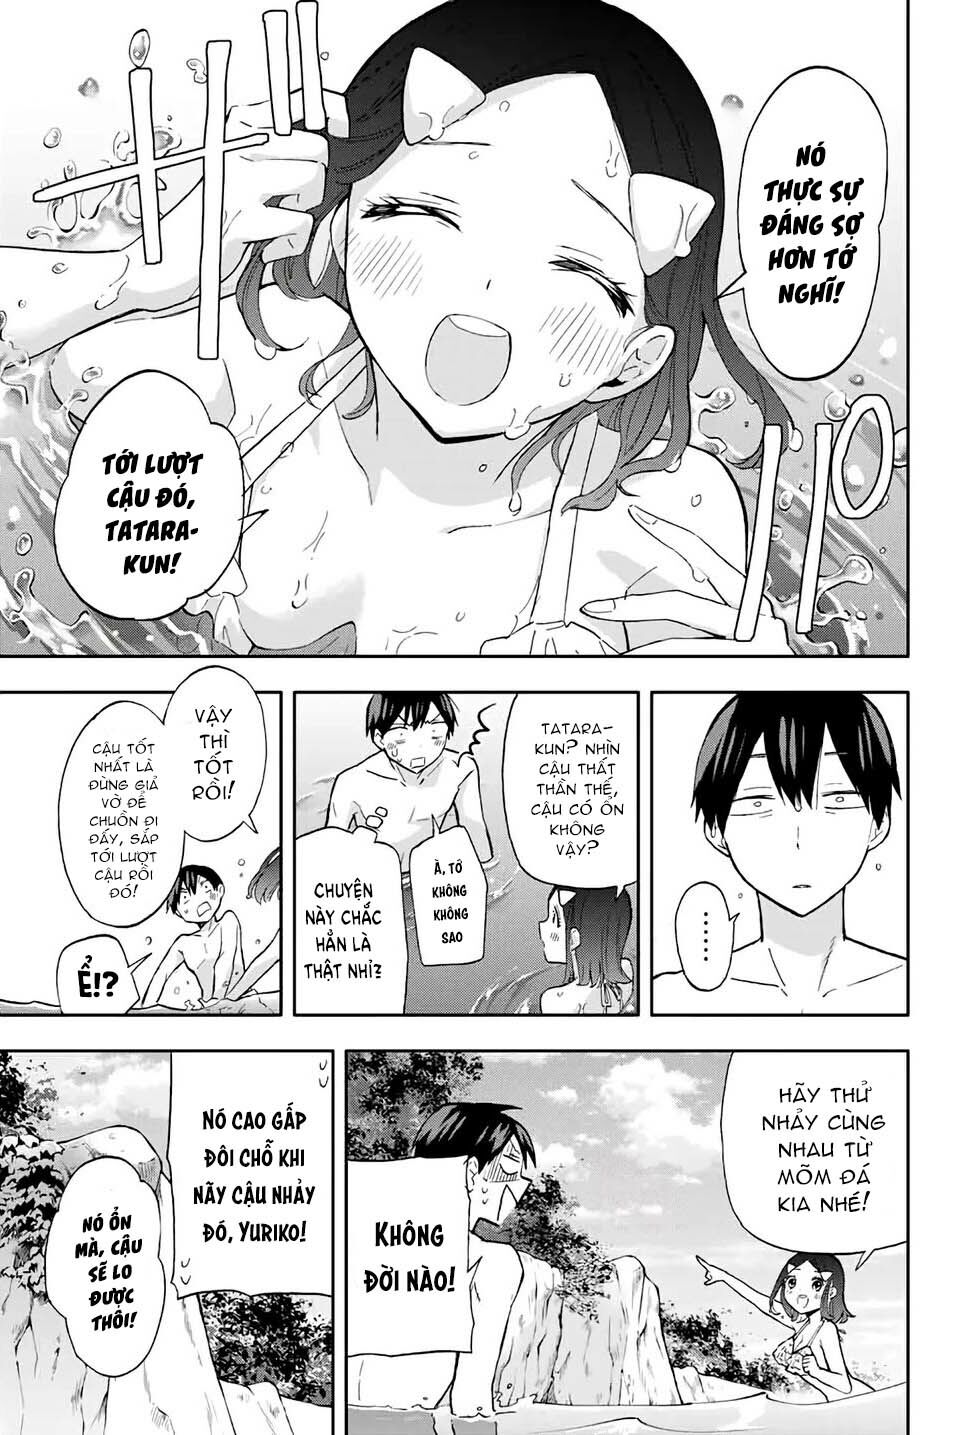 NÓ
THỰC SỰ
ĐÁNG SỢ
HƠN TỚ
NGHĨ!
TỚI LƯỢT
CẬU ĐÓ,
TATARA-
KUN!
......
TATARA-
KUN? NHÌN
CẬU THẤT
THẦN THẾ,
CẬU CÓ ỔN
KHÔNG
VẬY?
À, TỚ
KHÔNG
KHÔNG
SAO
CHUYỆN
NÀY CHẮC
HẲN LÀ
THẬT NHỈ?
VẬY
THÌ
TỐT
RỒI!
CẬU TỐT
NHẤT LÀ
ĐỪNG GIẢ
VỜ ĐỂ
CHUỒN ĐI
ĐẤY, SẮP
TỚI LƯỢT
CẬU RỒI
ĐÓ!
Ể!?
HÃY THỬ
NHẢY CÙNG
NHAU TỪ
MÕM ĐÁ
KIA NHÉ!
KHÔNG
ĐỜI NÀO!
NÓ CAO GẤP
ĐÔI CHỖ KHI
NÃY CẬU NHẢY
ĐÓ, YURIKO!
NÓ ỔN
MÀ, CẬU
SẼ LO
ĐƯỢC
THÔI!